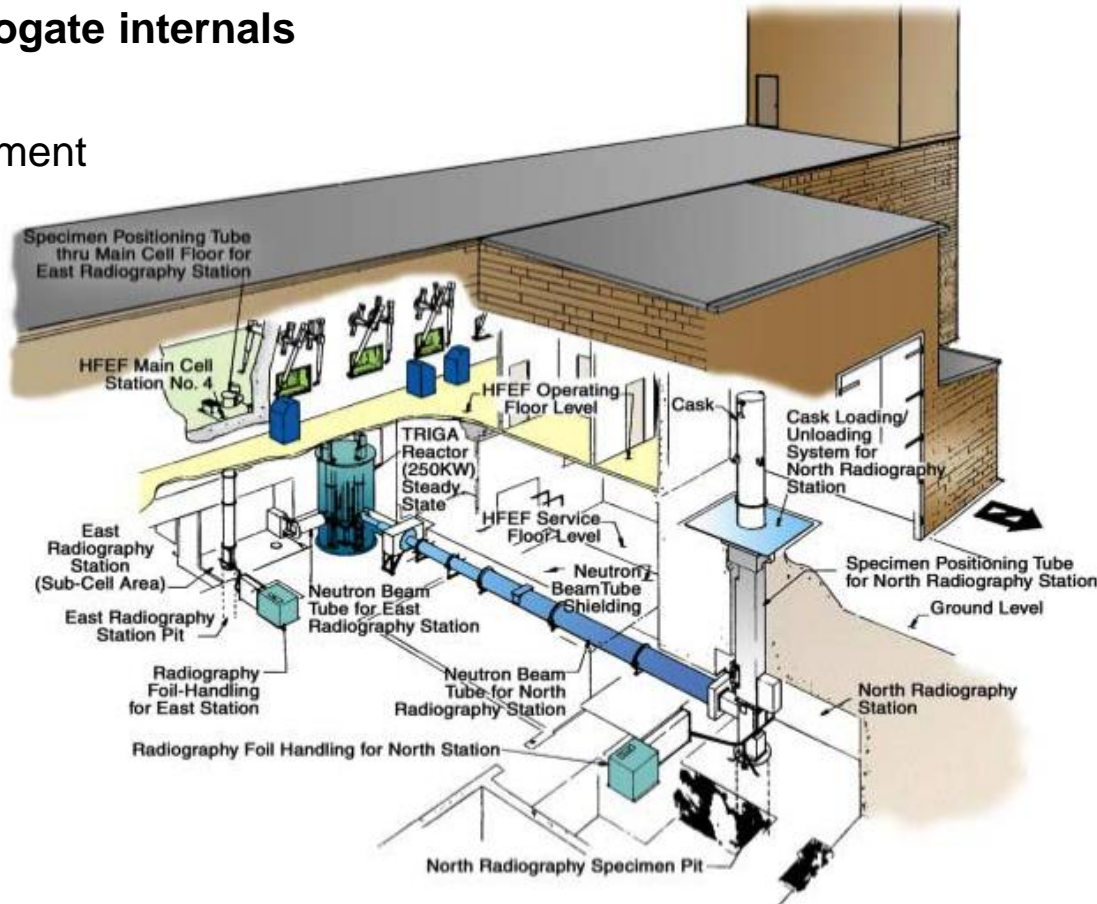 ogate internals
ment
Specimen Positioning Tube
thru Main Cell Floor for
East Radiography Station
HFEF Main Cell
Station No. 4
HFEF Operating
Floor Level
Cask
Cask Loading/
Unloading
System for
North Radiography
Station
TRIGA
Reactor
(250KW)
Steady
State
HFEF Service
Floor Level
East
Radiography
Station
(Sub-Cell Area)
Neutron Beam
Tube for East
Radiography Station
Neutron
BeamTube
Shielding
Specimen Positioning Tube
for North Radiography Station
Ground Level
East Radiography
Station Pit
Radiography
Foil-Handling
for East Station
Neutron Beam
Tube for North
Radiography Station
North Radiography
Station
Radiography Foil Handling for North Station
North Radiography Specimen Pit